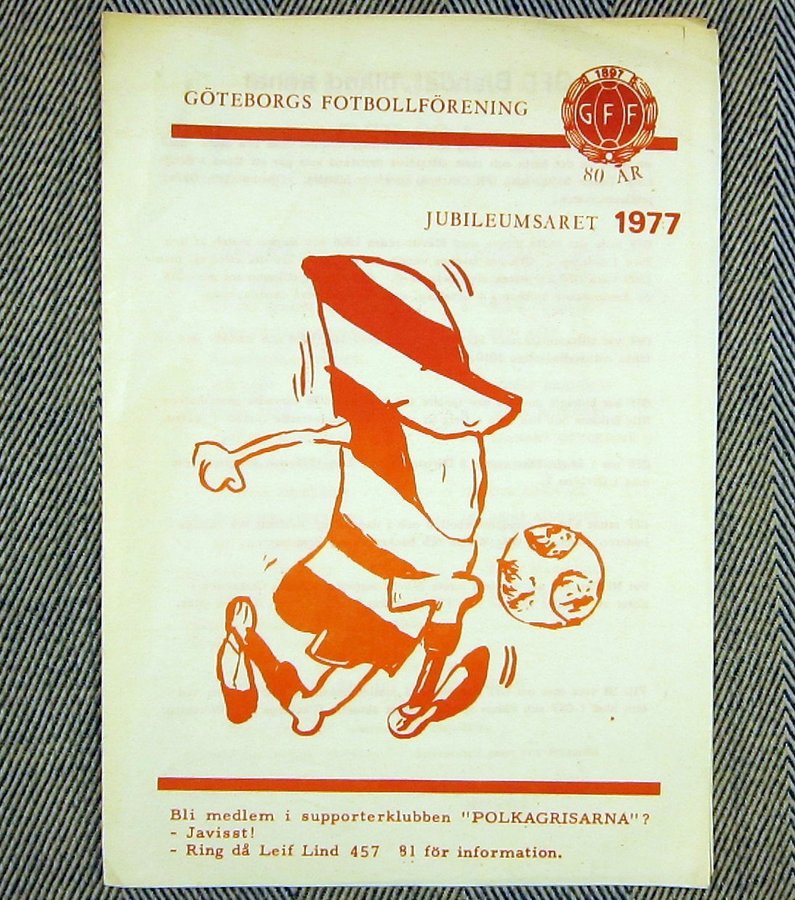 GÖTEBORGS FOTBOLLFÖRENING
1897
GFF
80 ÅR
JUBILEUMSARET 1977
Bli medlem i supporterklubben "POLKAGRISARNA"?
- Javisst!
- Ring då Leif Lind 457 81 för information.